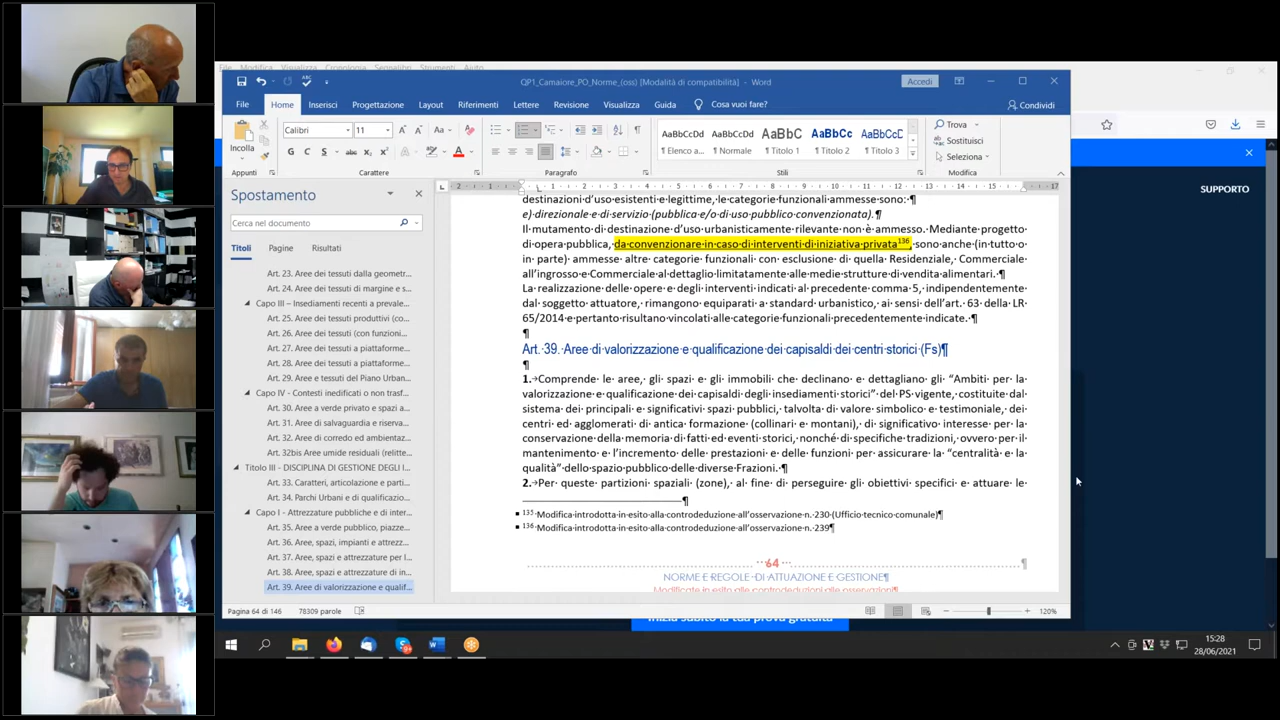 File Modifica Visualizza Cronologia Segnalibri Strumenti Aiuto
QP1_Camaiore_PO_Norme_(oss) [Modalità di compatibilità] - Word
Accedi
File Home Inserisci Progettazione Layout Riferimenti Lettere Revisione Visualizza Guida Cosa vuoi fare? Condividi
Incolla
Calibri 11
AaBbCcDd AaBbCcDd AaBbC AaBbCc AaBbCcD
¶ Elenco a... ¶ Normale ¶ Titolo 1 ¶ Titolo 2 ¶ Titolo 3
Trova
Sostituisci
Seleziona
Appunti Carattere Paragrafo Stili Modifica
SUPPORTO
Spostamento
Cerca nel documento
Titoli Pagine Risultati
Art. 23. Aree dei tessuti dalla geometr...
Art. 24. Aree dei tessuti di margine e s...
Capo III – Insediamenti recenti a prevale...
Art. 25. Aree dei tessuti produttivi (co...
Art. 26. Aree dei tessuti (con funzioni...
Art. 27. Aree dei tessuti a piattaforme...
Art. 28. Aree dei tessuti a piattaforme...
Art. 29. Aree e tessuti del Piano Urban...
Capo IV - Contesti inedificati o non trasf...
Art. 30. Aree a verde privato e spazi a...
Art. 31. Aree di salvaguardia e riserva...
Art. 32. Aree di corredo ed ambientaz...
Art. 32bis Aree umide residuali (relitte...
Titolo III - DISCIPLINA DI GESTIONE DEGLI I...
Art. 33. Caratteri, articolazione e parti...
Art. 34. Parchi Urbani e di qualificazio...
Capo I - Attrezzature pubbliche e di inter...
Art. 35. Aree a verde pubblico, piazze...
Art. 36. Aree, spazi, impianti e attrezz...
Art. 37. Aree, spazi e attrezzature per l...
Art. 38. Aree, spazi e attrezzature di in...
Art. 39. Aree di valorizzazione e qualif...
destinazioni d'uso esistenti e legittime, le categorie funzionali ammesse sono: ¶
e) direzionale e di servizio (pubblica e/o di uso pubblico convenzionata). ¶
Il mutamento di destinazione d'uso urbanisticamente rilevante non è ammesso. Mediante progetto
di opera pubblica, da convenzionare in caso di interventi di iniziativa privata136, sono anche (in tutto o
in parte) ammesse altre categorie funzionali con esclusione di quella Residenziale, Commerciale
all'ingrosso e Commerciale al dettaglio limitatamente alle medie strutture di vendita alimentari. ¶
La realizzazione delle opere e degli interventi indicati al precedente comma 5, indipendentemente
dal soggetto attuatore, rimangono equiparati a standard urbanistico, ai sensi dell'art. 63 della LR
65/2014 e pertanto risultano vincolati alle categorie funzionali precedentemente indicate. ¶
¶
Art. 39. Aree di valorizzazione e qualificazione dei capisaldi dei centri storici (Fs)¶
¶
1. Comprende le aree, gli spazi e gli immobili che declinano e dettagliano gli "Ambiti per la
valorizzazione e qualificazione dei capisaldi degli insediamenti storici" del PS vigente, costituite dal
sistema dei principali e significativi spazi pubblici, talvolta di valore simbolico e testimoniale, dei
centri ed agglomerati di antica formazione (collinari e montani), di significativo interesse per la
conservazione della memoria di fatti ed eventi storici, nonché di specifiche tradizioni, ovvero per il
mantenimento e l'incremento delle prestazioni e delle funzioni per assicurare la "centralità e la
qualità" dello spazio pubblico delle diverse Frazioni. ¶
2. Per queste partizioni spaziali (zone), al fine di perseguire gli obiettivi specifici e attuare le
¶
135 Modifica introdotta in esito alla controdeduzione all'osservazione n. 230 (Ufficio tecnico comunale)¶
136 Modifica introdotta in esito alla controdeduzione all'osservazione n. 239¶
64
NORME E REGOLE DI ATTUAZIONE E GESTIONE¶
Modificate in esito alle controdeduzioni alle osservazioni¶
Pagina 64 di 146 78309 parole 120%
Inizia subito la tua prova gratuita
15:28
28/06/2021